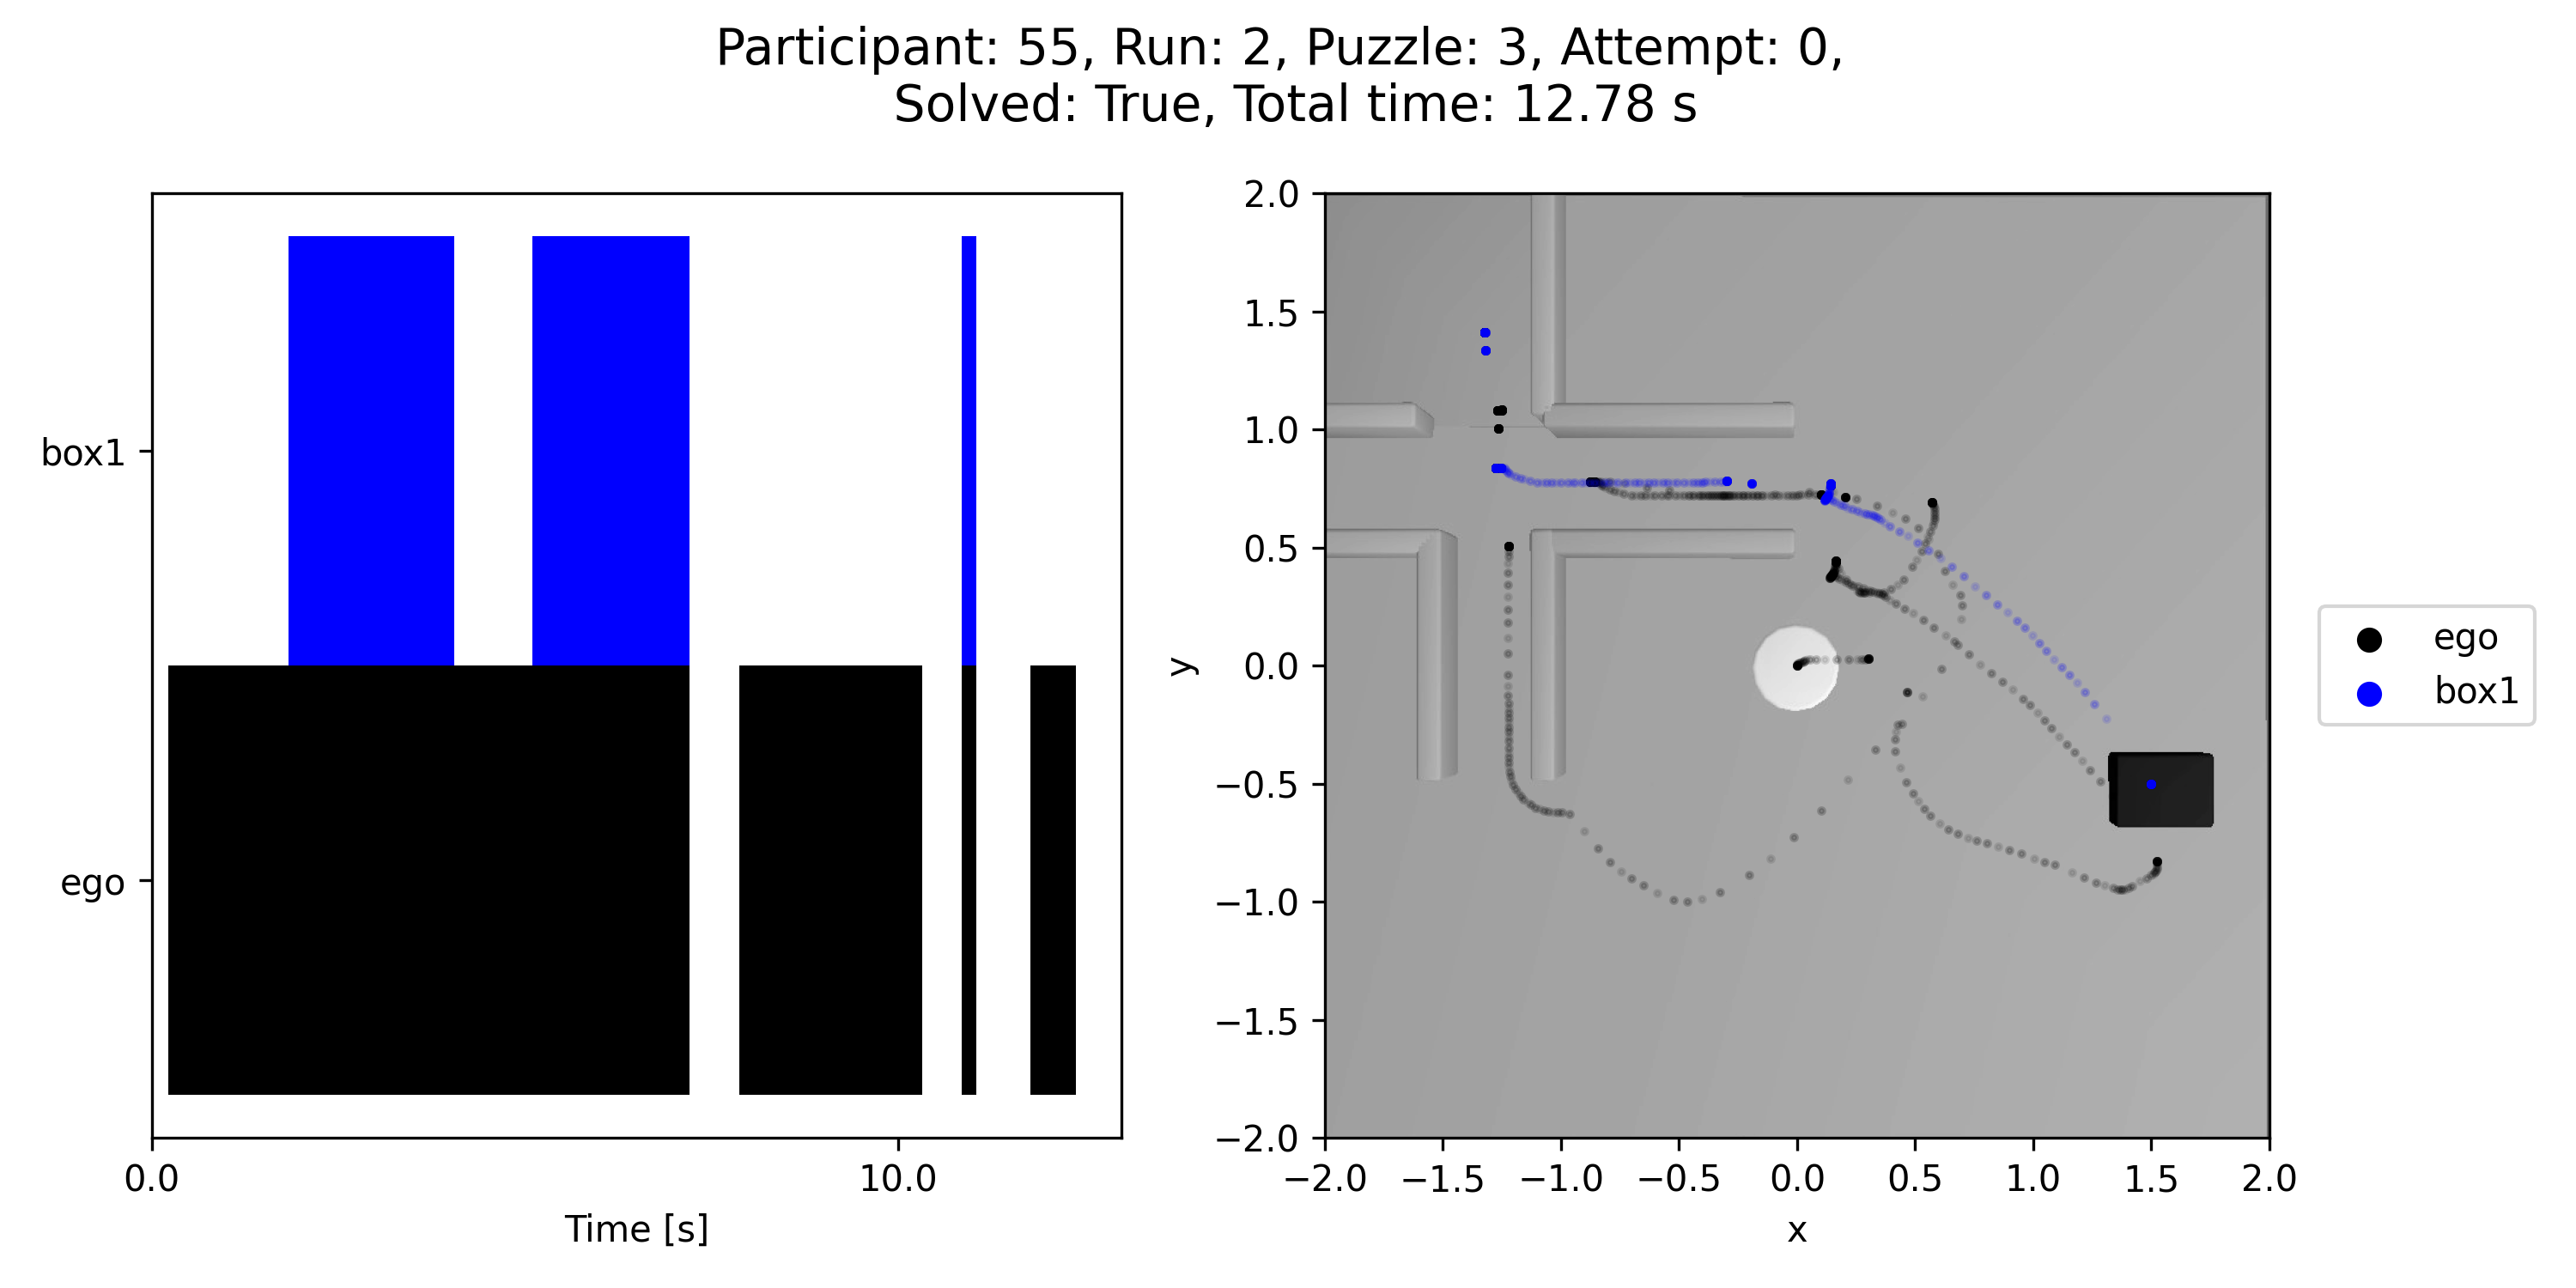 Participant: 55, Run: 2, Puzzle: 3, Attempt: 0,
Solved: True, Total time: 12.78 s
box1
ego
0.0
10.0
Time [s]
2.0
1.5
1.0
0.5
0.0
−0.5
−1.0
−1.5
−2.0
y
−2.0
−1.5
−1.0
−0.5
0.0
0.5
1.0
1.5
2.0
x
ego
box1